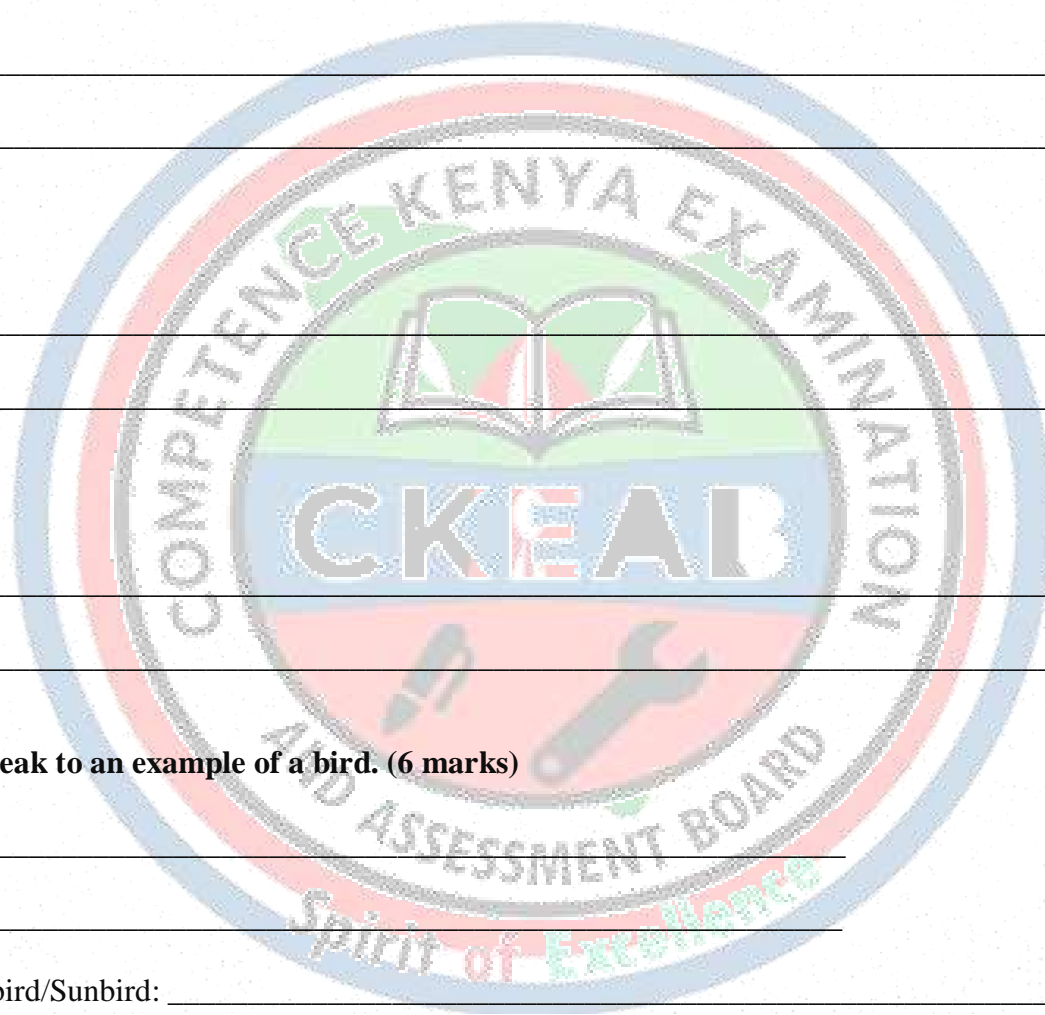 COMPETENCE KENYA EXAMINATION
CKEAB
eak to an example of a bird. (6 marks)
AND ASSESSMENT BOARD
Spirit of Excellence
bird/Sunbird: